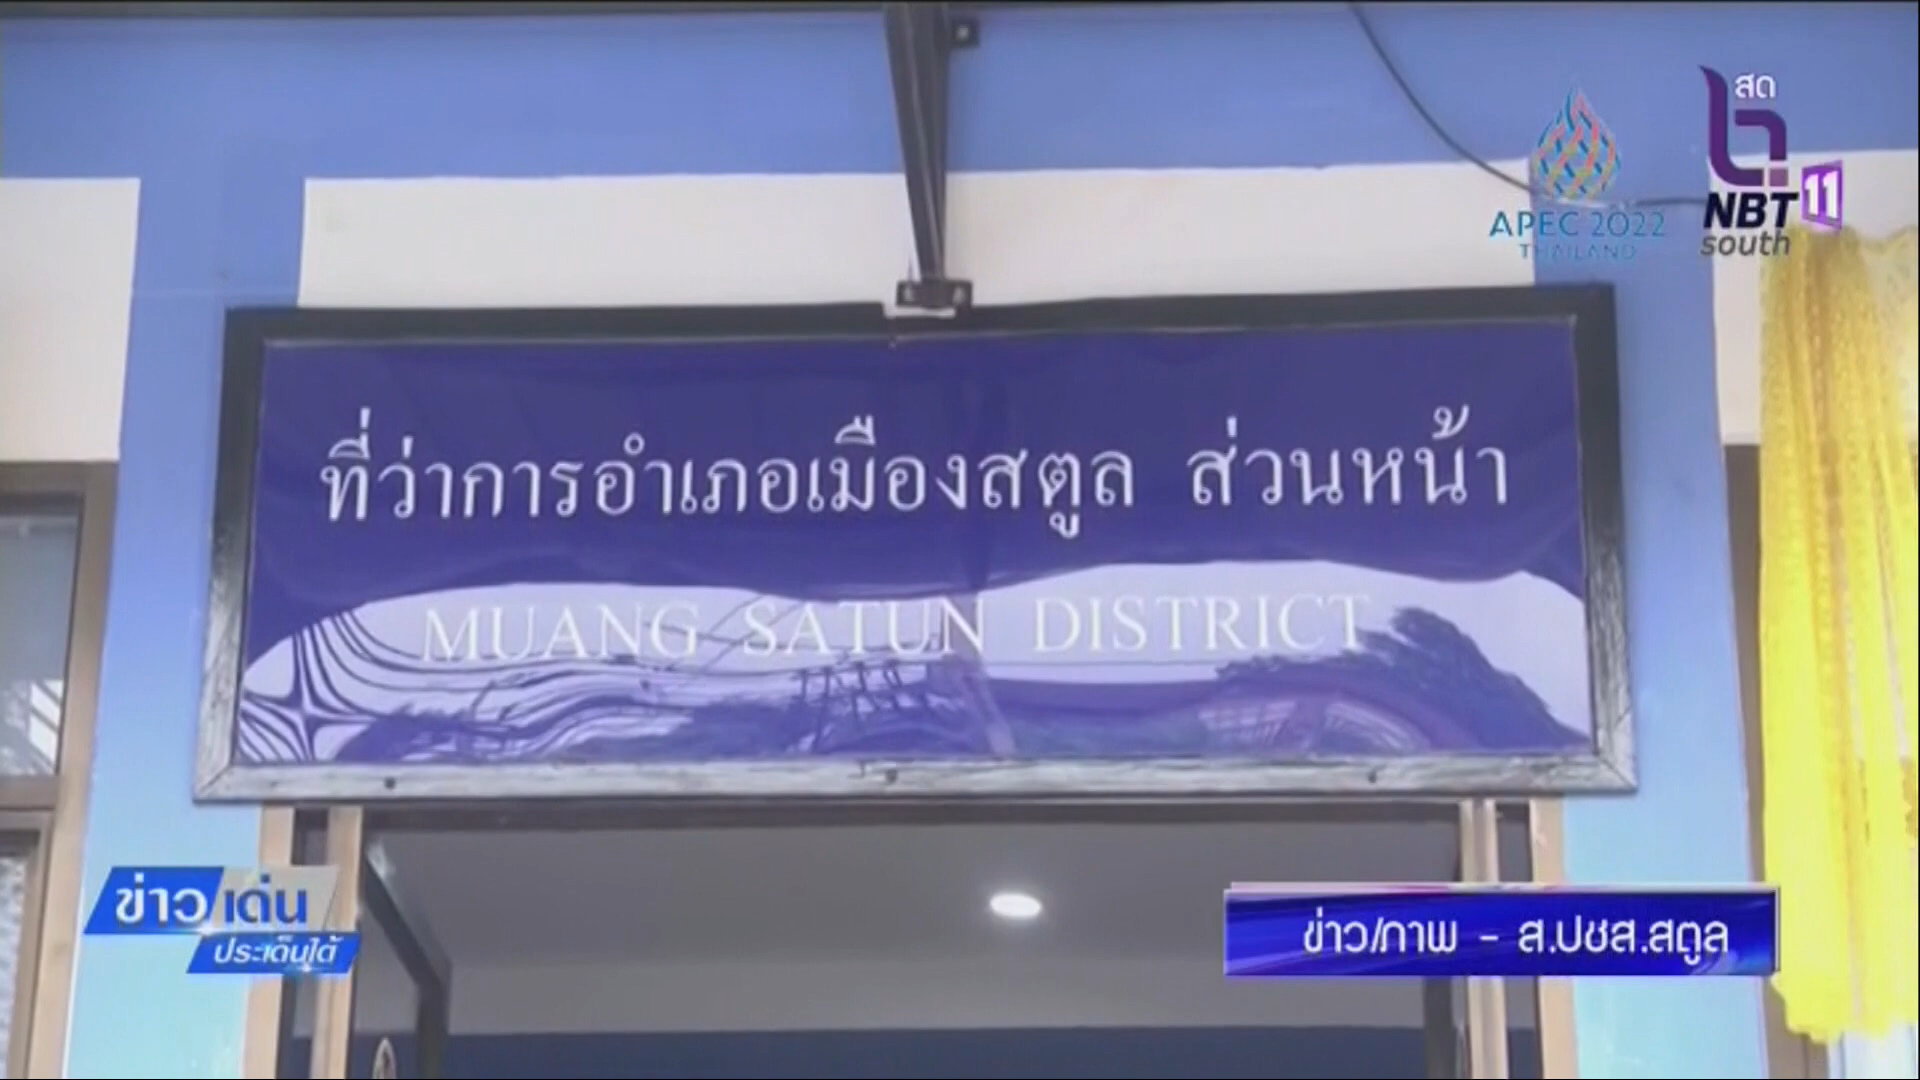 สด
NBT 11
south
APEC 2022
THAILAND
ที่ว่าการอำเภอเมืองสตูล ส่วนหน้า
MUANG SATUN DISTRICT
ข่าวเด่น
ประเด็นใต้
ข่าว/ภาพ - ส.ปชส.สตูล